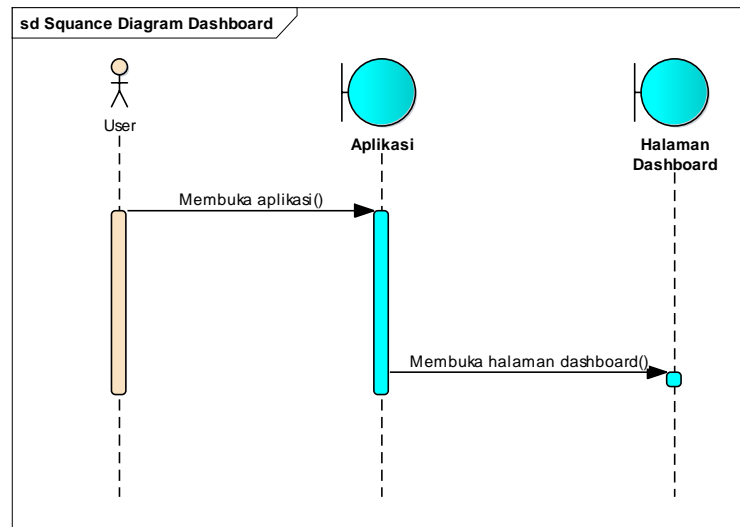 sd Squance Diagram Dashboard
User
Aplikasi
Halaman
Dashboard
Membuka aplikasi()
Membuka halaman dashboard()